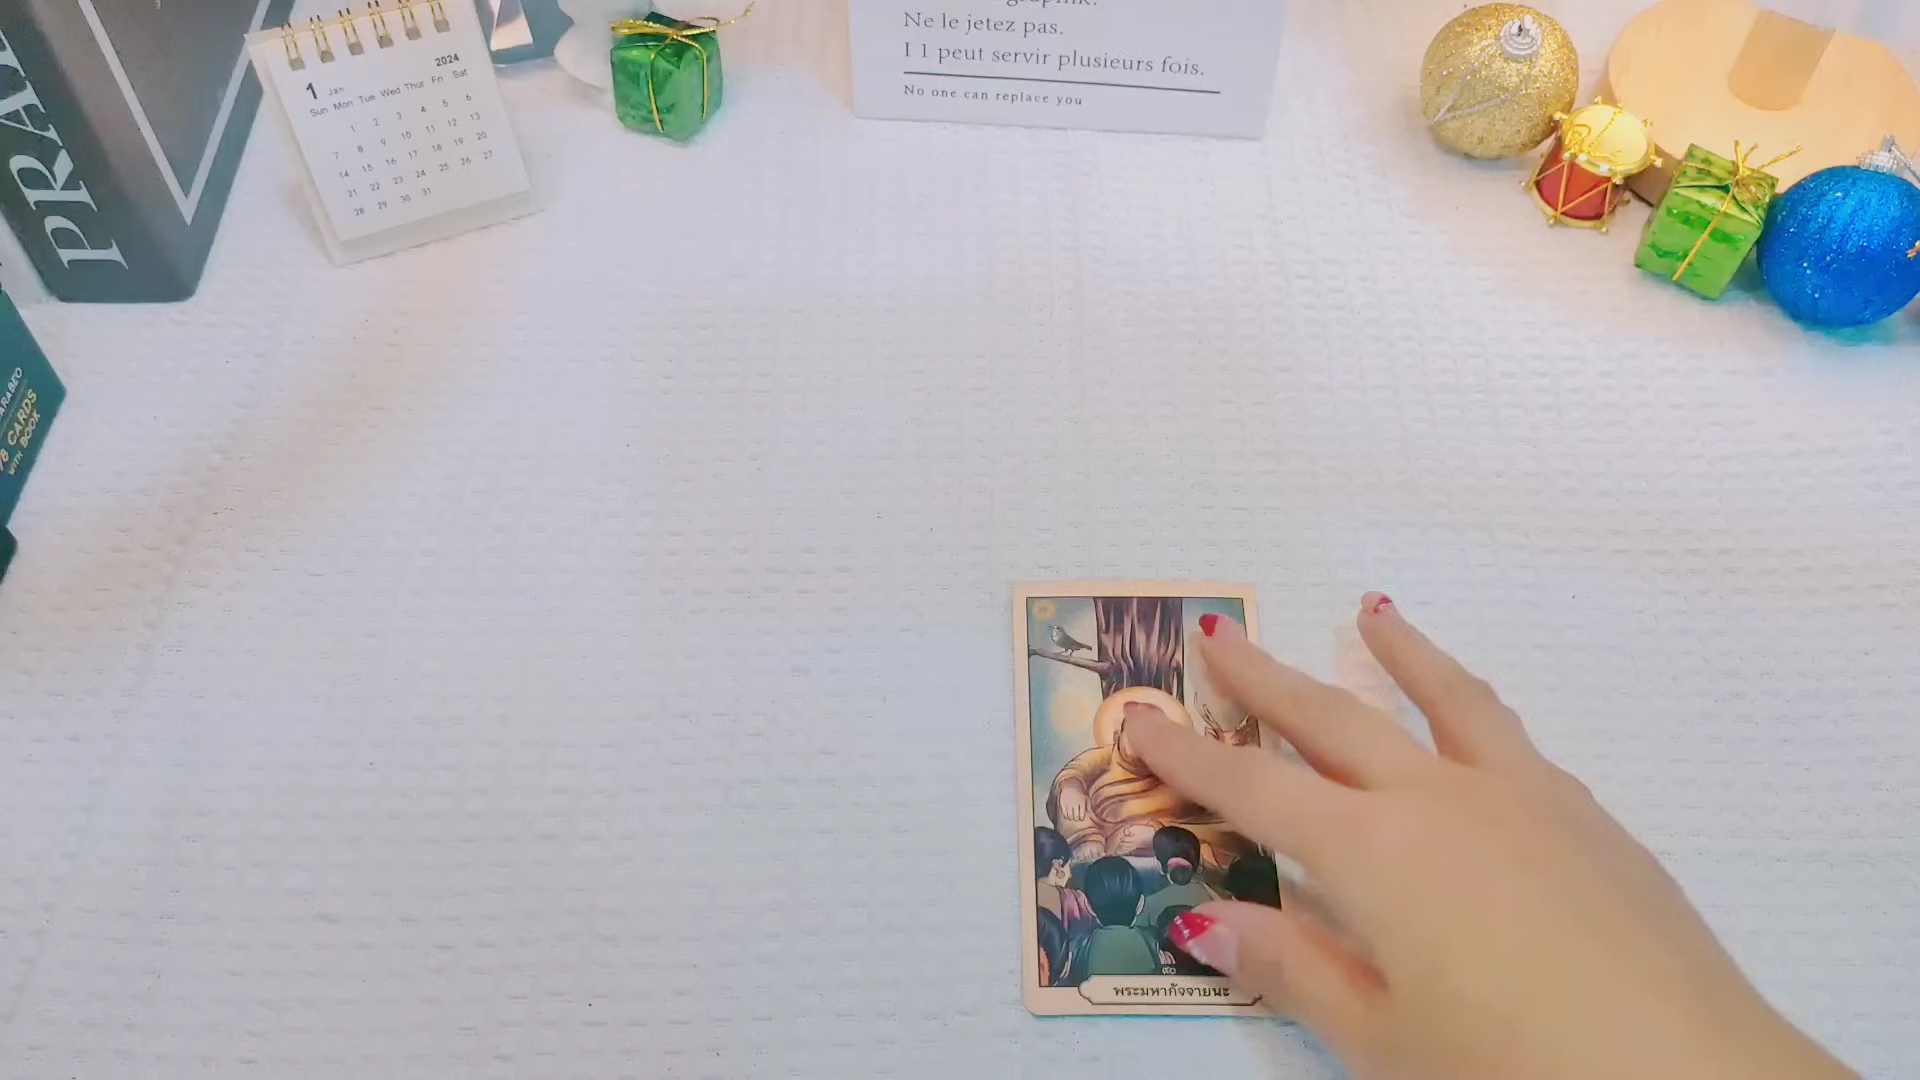 PRA
1 Jan
2024
Sun Mon Tue Wed Thur Fri Sat
1 2 3 4 5 6
7 8 9 10 11 12 13
14 15 16 17 18 19 20
21 22 23 24 25 26 27
28 29 30 31
Ne le jetez pas.
I 1 peut servir plusieurs fois.
No one can replace you
CARDS
WITH BOOK
๙๐
พระมหากัจจายนะ